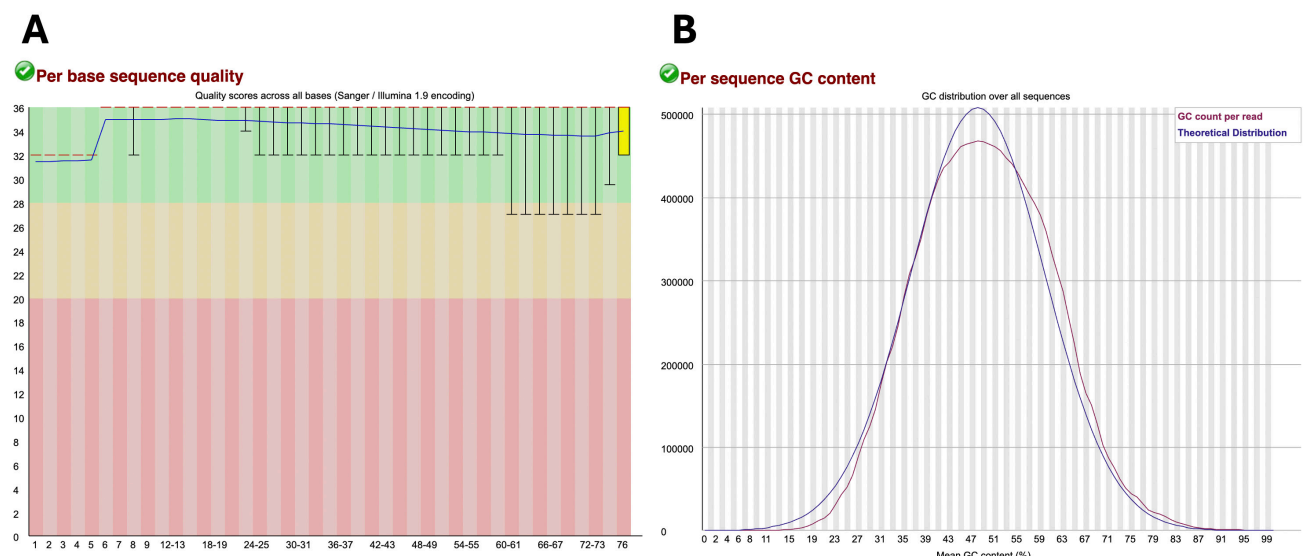 A
Per base sequence quality
Quality scores across all bases (Sanger / Illumina 1.9 encoding)
36
34
32
30
28
26
24
22
20
18
16
14
12
10
8
6
4
2
0
1 2 3 4 5 6 7 8 9 12-13 18-19 24-25 30-31 36-37 42-43 48-49 54-55 60-61 66-67 72-73 76
B
Per sequence GC content
GC distribution over all sequences
GC count per read
Theoretical Distribution
500000
400000
300000
200000
100000
0
0 2 4 6 8 11 15 19 23 27 31 35 39 43 47 51 55 59 63 67 71 75 79 83 87 91 95 99
Mean GC content (%)